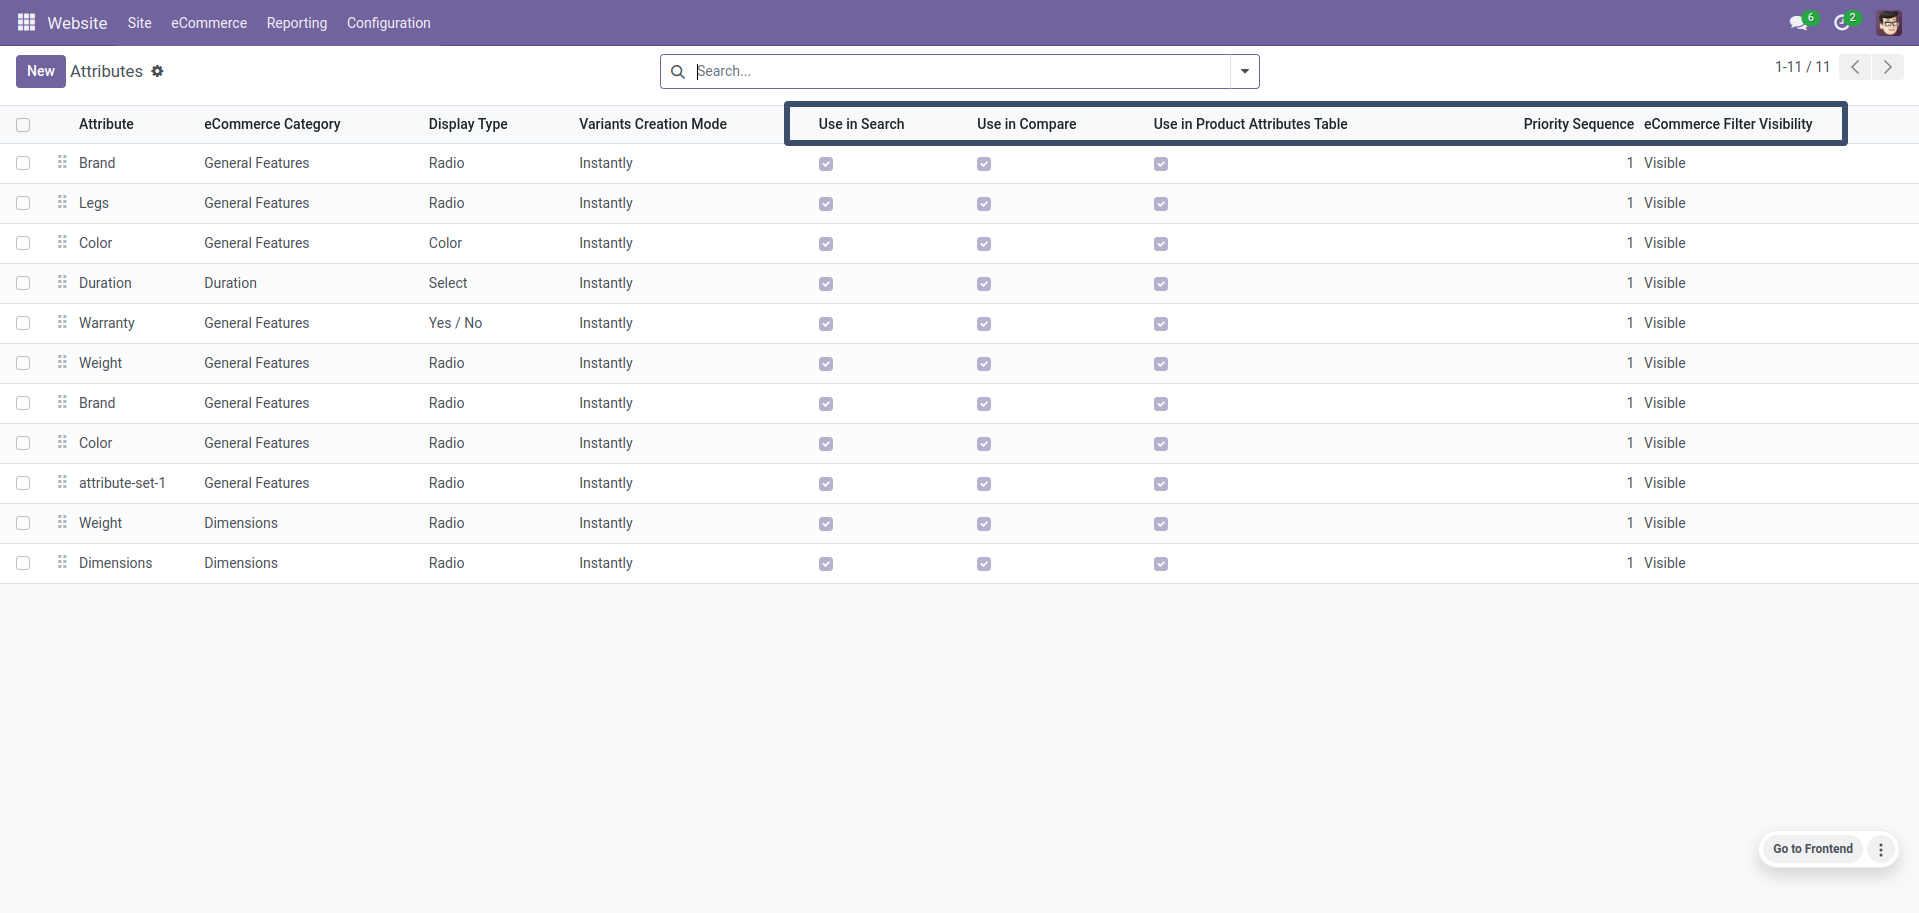 Website Site eCommerce Reporting Configuration 6 2
New Attributes Search... 1-11 / 11
Attribute eCommerce Category Display Type Variants Creation Mode Use in Search Use in Compare Use in Product Attributes Table Priority Sequence eCommerce Filter Visibility
Brand General Features Radio Instantly 1 Visible
Legs General Features Radio Instantly 1 Visible
Color General Features Color Instantly 1 Visible
Duration Duration Select Instantly 1 Visible
Warranty General Features Yes / No Instantly 1 Visible
Weight General Features Radio Instantly 1 Visible
Brand General Features Radio Instantly 1 Visible
Color General Features Radio Instantly 1 Visible
attribute-set-1 General Features Radio Instantly 1 Visible
Weight Dimensions Radio Instantly 1 Visible
Dimensions Dimensions Radio Instantly 1 Visible
Go to Frontend